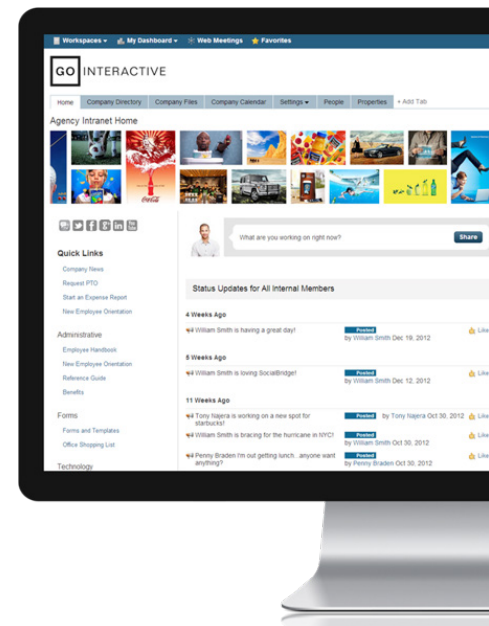 Workspaces ▾ My Dashboard ▾ Web Meetings Favorites
GO INTERACTIVE
Home Company Directory Company Files Company Calendar Settings ▾ People Properties + Add Tab
Agency Intranet Home
Coca-Cola
What are you working on right now?
Share
Quick Links
Company News
Request PTO
Start an Expense Report
New Employee Orientation
Administrative
Employee Handbook
New Employee Orientation
Reference Guide
Benefits
Forms
Forms and Templates
Office Shopping List
Technology
Status Updates for All Internal Members
4 Weeks Ago
William Smith is having a great day! Posted Like
by William Smith Dec 19, 2012
5 Weeks Ago
William Smith is loving SocialBridge! Posted Like
by William Smith Dec 12, 2012
11 Weeks Ago
Tony Najera is working on a new spot for Posted by Tony Najera Oct 30, 2012 Like
starbucks!
William Smith is bracing for the hurricane in NYC! Posted Like
by William Smith Oct 30, 2012
Penny Braden I'm out getting lunch...anyone want Posted Like
anything? by Penny Braden Oct 30, 2012